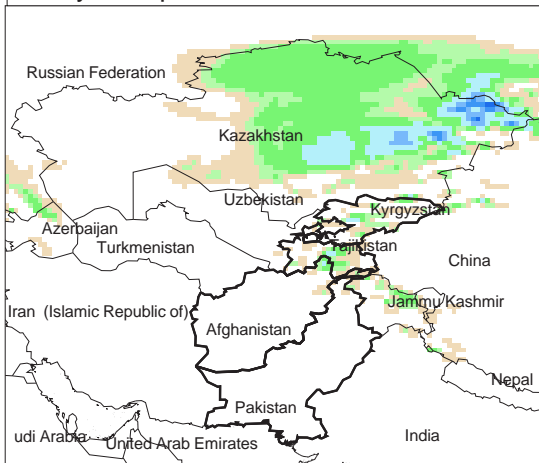 Russian Federation
Kazakhstan
Uzbekistan
Kyrgyzstan
Azerbaijan
Turkmenistan
Tajikistan
China
Iran (Islamic Republic of)
Jammu Kashmir
Afghanistan
Nepal
Pakistan
udi Arabia
United Arab Emirates
India